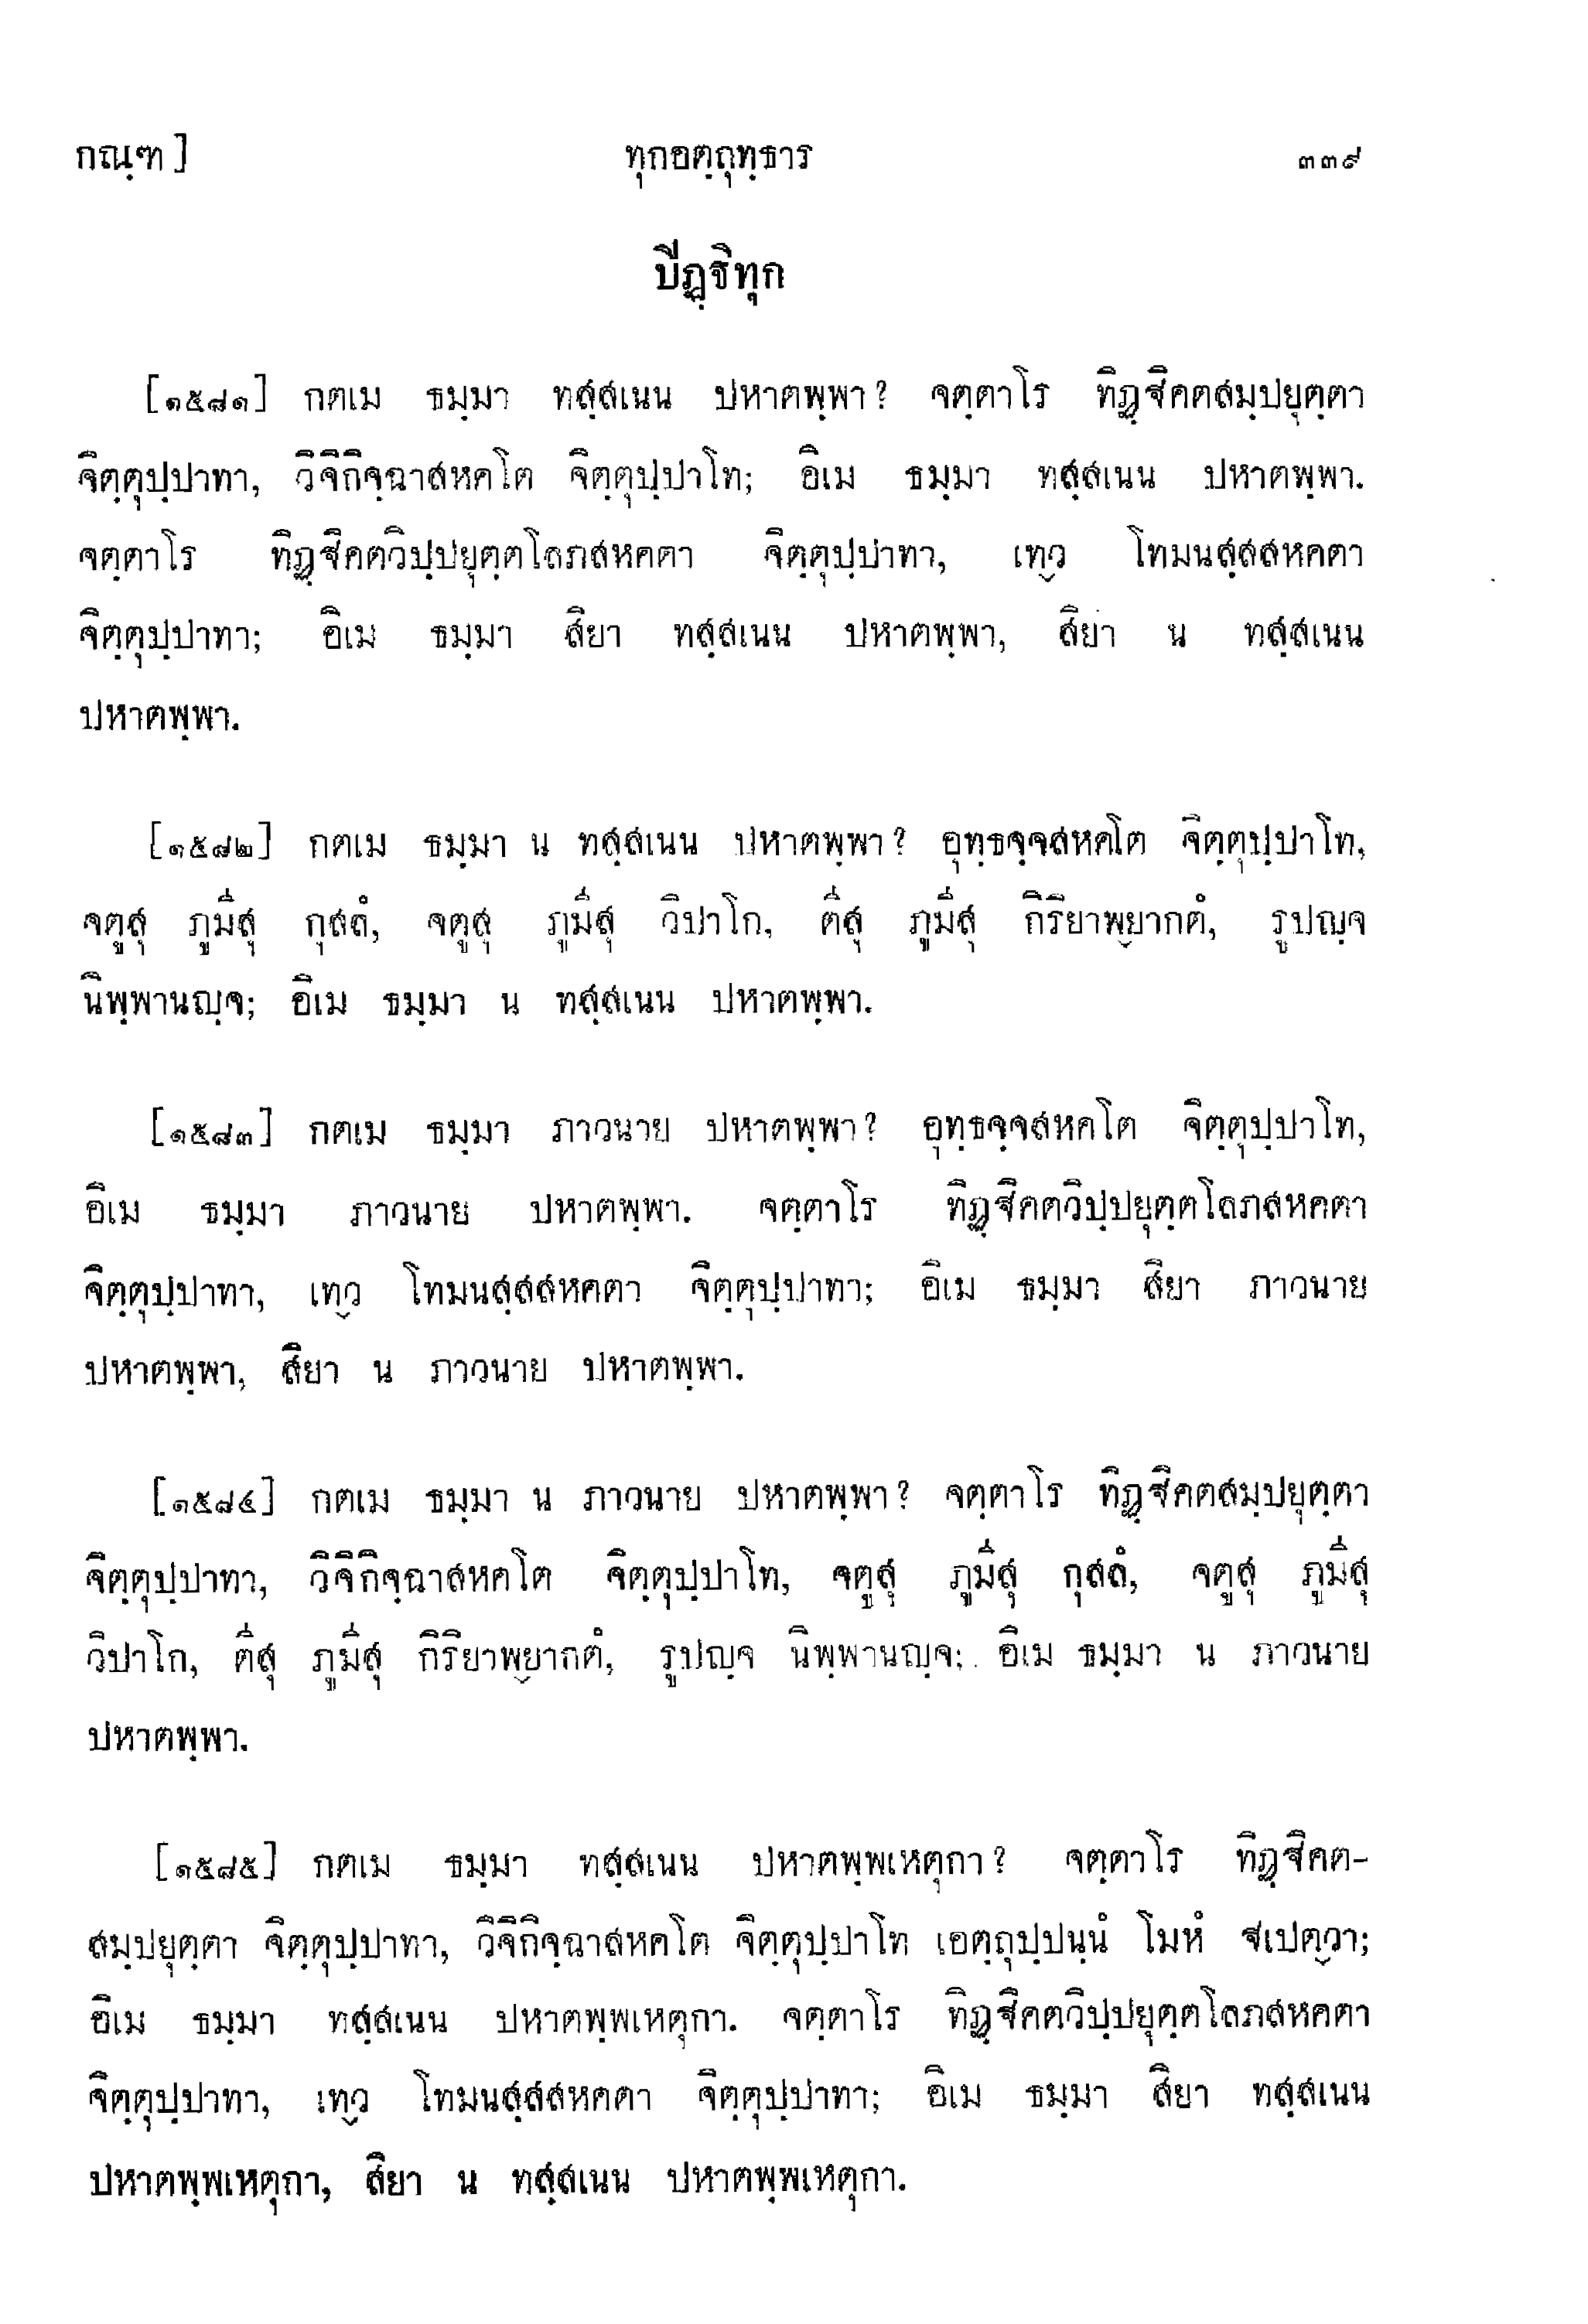 กณฺฑ]	ทุกอตฺถุทฺธาร	๓๓๙
ปีฏฺฐิทุก
[๑๕๘๑] กตเม ธมฺมา ทสฺสเนน ปหาตพฺพา? จตฺตาโร ทิฏฺฐิคตสมฺปยุตฺตา
จิตฺตุปฺปาทา, วิจิกิจฺฉาสหคโต จิตฺตุปฺปาโท; อิเม ธมฺมา ทสฺสเนน ปหาตพฺพา.
จตฺตาโร ทิฏฺฐิคตวิปฺปยุตฺตโลภสหคตา จิตฺตุปฺปาทา, เทฺว โทมนสฺสสหคตา
จิตฺตุปฺปาทา; อิเม ธมฺมา สิยา ทสฺสเนน ปหาตพฺพา, สิยา น ทสฺสเนน
ปหาตพฺพา.
[๑๕๘๒] กตเม ธมฺมา น ทสฺสเนน ปหาตพฺพา? อุทฺธจฺจสหคโต จิตฺตุปฺปาโท,
จตูสุ ภูมิ่สุ กุสลํ, จตูสุ ภูมิ่สุ วิปาโก, ติ่สุ ภูมิ่สุ กิริยาพฺยากตํ, รูปญฺจ
นิพฺพานญฺจ; อิเม ธมฺมา น ทสฺสเนน ปหาตพฺพา.
[๑๕๘๓] กตเม ธมฺมา ภาวนาย ปหาตพฺพา? อุทฺธจฺจสหคโต จิตฺตุปฺปาโท,
อิเม ธมฺมา ภาวนาย ปหาตพฺพา. จตฺตาโร ทิฏฺฐิคตวิปฺปยุตฺตโลภสหคตา
จิตฺตุปฺปาทา, เทฺว โทมนสฺสสหคตา จิตฺตุปฺปาทา; อิเม ธมฺมา สิยา ภาวนาย
ปหาตพฺพา, สิยา น ภาวนาย ปหาตพฺพา.
[๑๕๘๔] กตเม ธมฺมา น ภาวนาย ปหาตพฺพา? จตฺตาโร ทิฏฺฐิคตสมฺปยุตฺตา
จิตฺตุปฺปาทา, วิจิกิจฺฉาสหคโต จิตฺตุปฺปาโท, จตูสุ ภูมิ่สุ กุสลํ, จตูสุ ภูมิ่สุ
วิปาโก, ติ่สุ ภูมิ่สุ กิริยาพฺยากตํ, รูปญฺจ นิพฺพานญฺจ; อิเม ธมฺมา น ภาวนาย
ปหาตพฺพา.
[๑๕๘๕] กตเม ธมฺมา ทสฺสเนน ปหาตพฺพเหตุกา? จตฺตาโร ทิฏฺฐิคต-
สมฺปยุตฺตา จิตฺตุปฺปาทา, วิจิกิจฺฉาสหคโต จิตฺตุปฺปาโท เอตฺถุปฺปนฺนํ โมหํ ฐเปตฺวา;
อิเม ธมฺมา ทสฺสเนน ปหาตพฺพเหตุกา. จตฺตาโร ทิฏฺฐิคตวิปฺปยุตฺตโลภสหคตา
จิตฺตุปฺปาทา, เทฺว โทมนสฺสสหคตา จิตฺตุปฺปาทา; อิเม ธมฺมา สิยา ทสฺสเนน
ปหาตพฺพเหตุกา, สิยา น ทสฺสเนน ปหาตพฺพเหตุกา.